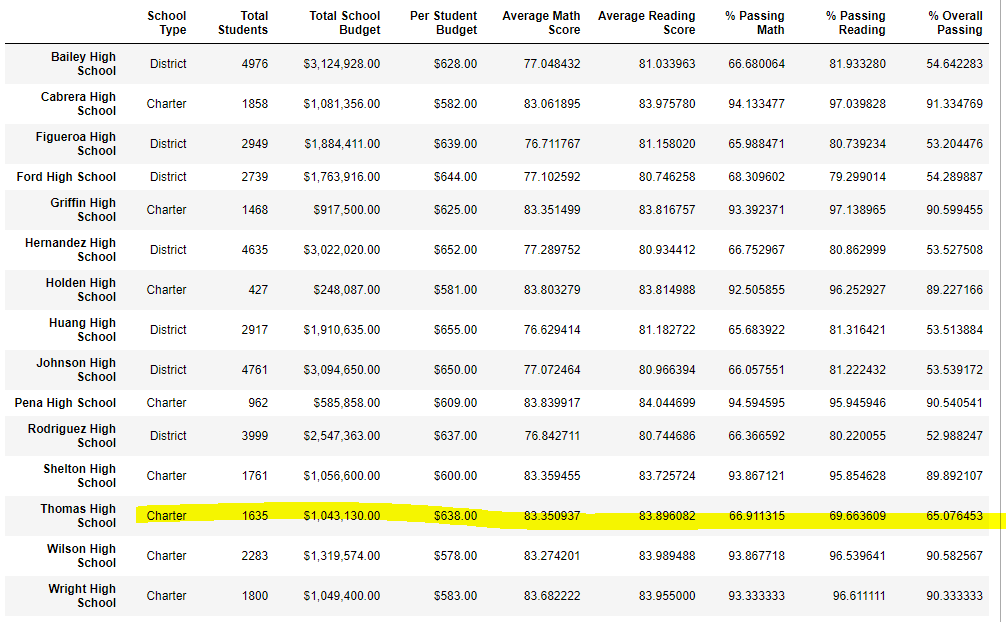 School Type Total Students Total School Budget Per Student Budget Average Math Score Average Reading Score % Passing Math % Passing Reading % Overall Passing
Bailey High School District 4976 $3,124,928.00 $628.00 77.048432 81.033963 66.680064 81.933280 54.642283
Cabrera High School Charter 1858 $1,081,356.00 $582.00 83.061895 83.975780 94.133477 97.039828 91.334769
Figueroa High School District 2949 $1,884,411.00 $639.00 76.711767 81.158020 65.988471 80.739234 53.204476
Ford High School District 2739 $1,763,916.00 $644.00 77.102592 80.746258 68.309602 79.299014 54.289887
Griffin High School Charter 1468 $917,500.00 $625.00 83.351499 83.816757 93.392371 97.138965 90.599455
Hernandez High School District 4635 $3,022,020.00 $652.00 77.289752 80.934412 66.752967 80.862999 53.527508
Holden High School Charter 427 $248,087.00 $581.00 83.803279 83.814988 92.505855 96.252927 89.227166
Huang High School District 2917 $1,910,635.00 $655.00 76.629414 81.182722 65.683922 81.316421 53.513884
Johnson High School District 4761 $3,094,650.00 $650.00 77.072464 80.966394 66.057551 81.222432 53.539172
Pena High School Charter 962 $585,858.00 $609.00 83.839917 84.044699 94.594595 95.945946 90.540541
Rodriguez High School District 3999 $2,547,363.00 $637.00 76.842711 80.744686 66.366592 80.220055 52.988247
Shelton High School Charter 1761 $1,056,600.00 $600.00 83.359455 83.725724 93.867121 95.854628 89.892107
Thomas High School Charter 1635 $1,043,130.00 $638.00 83.350937 83.896082 66.911315 69.663609 65.076453
Wilson High School Charter 2283 $1,319,574.00 $578.00 83.274201 83.989488 93.867718 96.539641 90.582567
Wright High School Charter 1800 $1,049,400.00 $583.00 83.682222 83.955000 93.333333 96.611111 90.333333